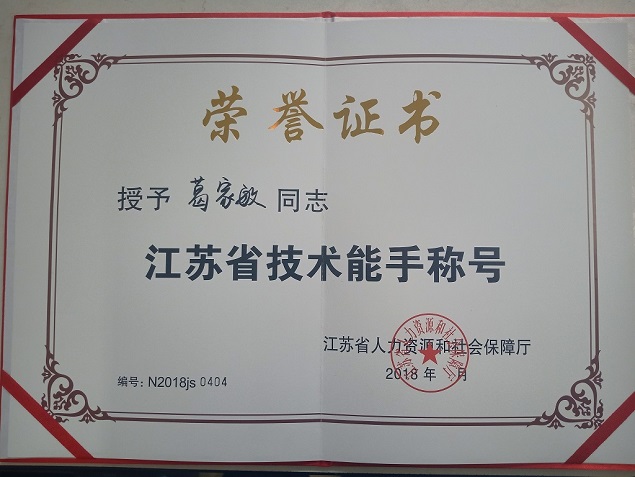 荣誉证书
授予 葛家敏 同志
江苏省技术能手称号
江苏省人力资源和社会保障厅
2018 年 月
编号：N2018js 0404